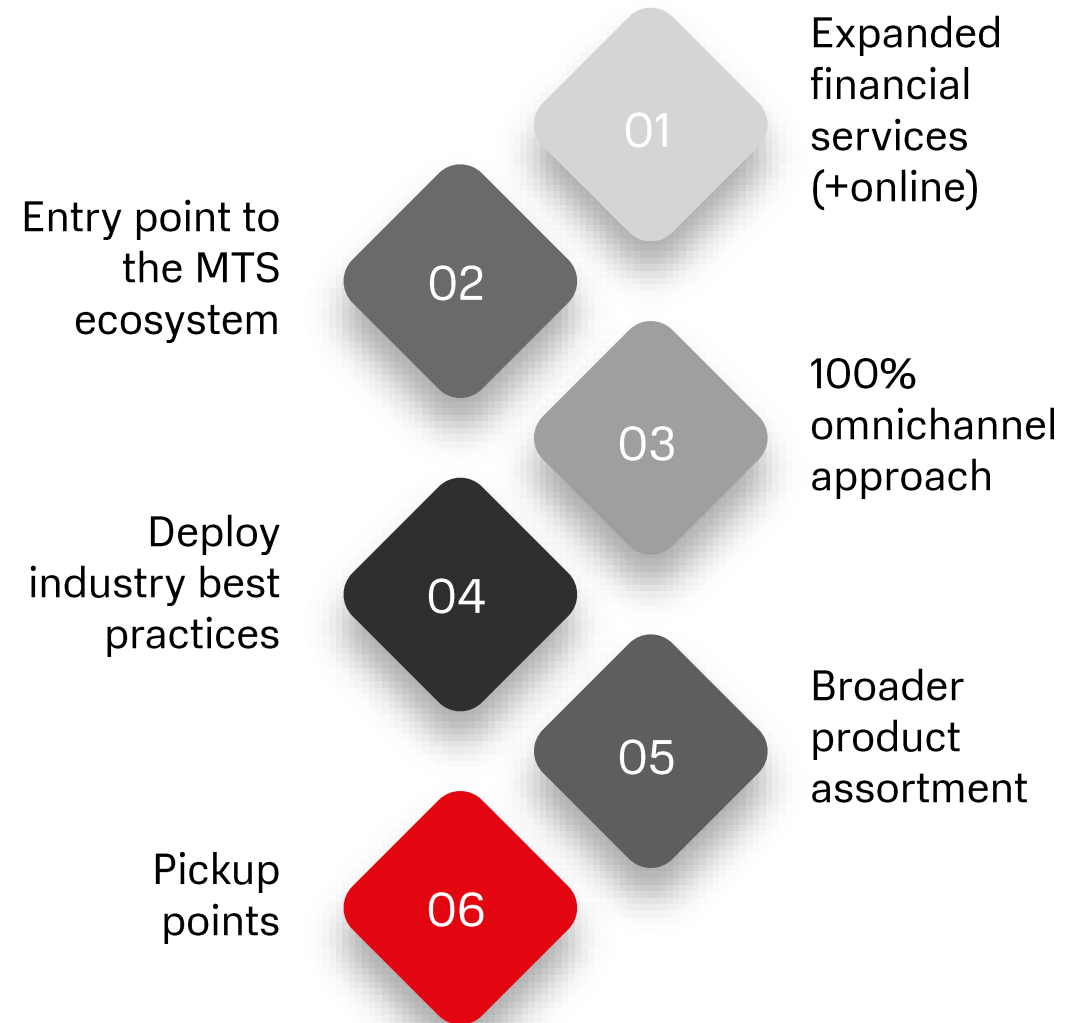 01
Expanded
financial
services
(+online)
02
Entry point to
the MTS
ecosystem
03
100%
omnichannel
approach
04
Deploy
industry best
practices
05
Broader
product
assortment
06
Pickup
points